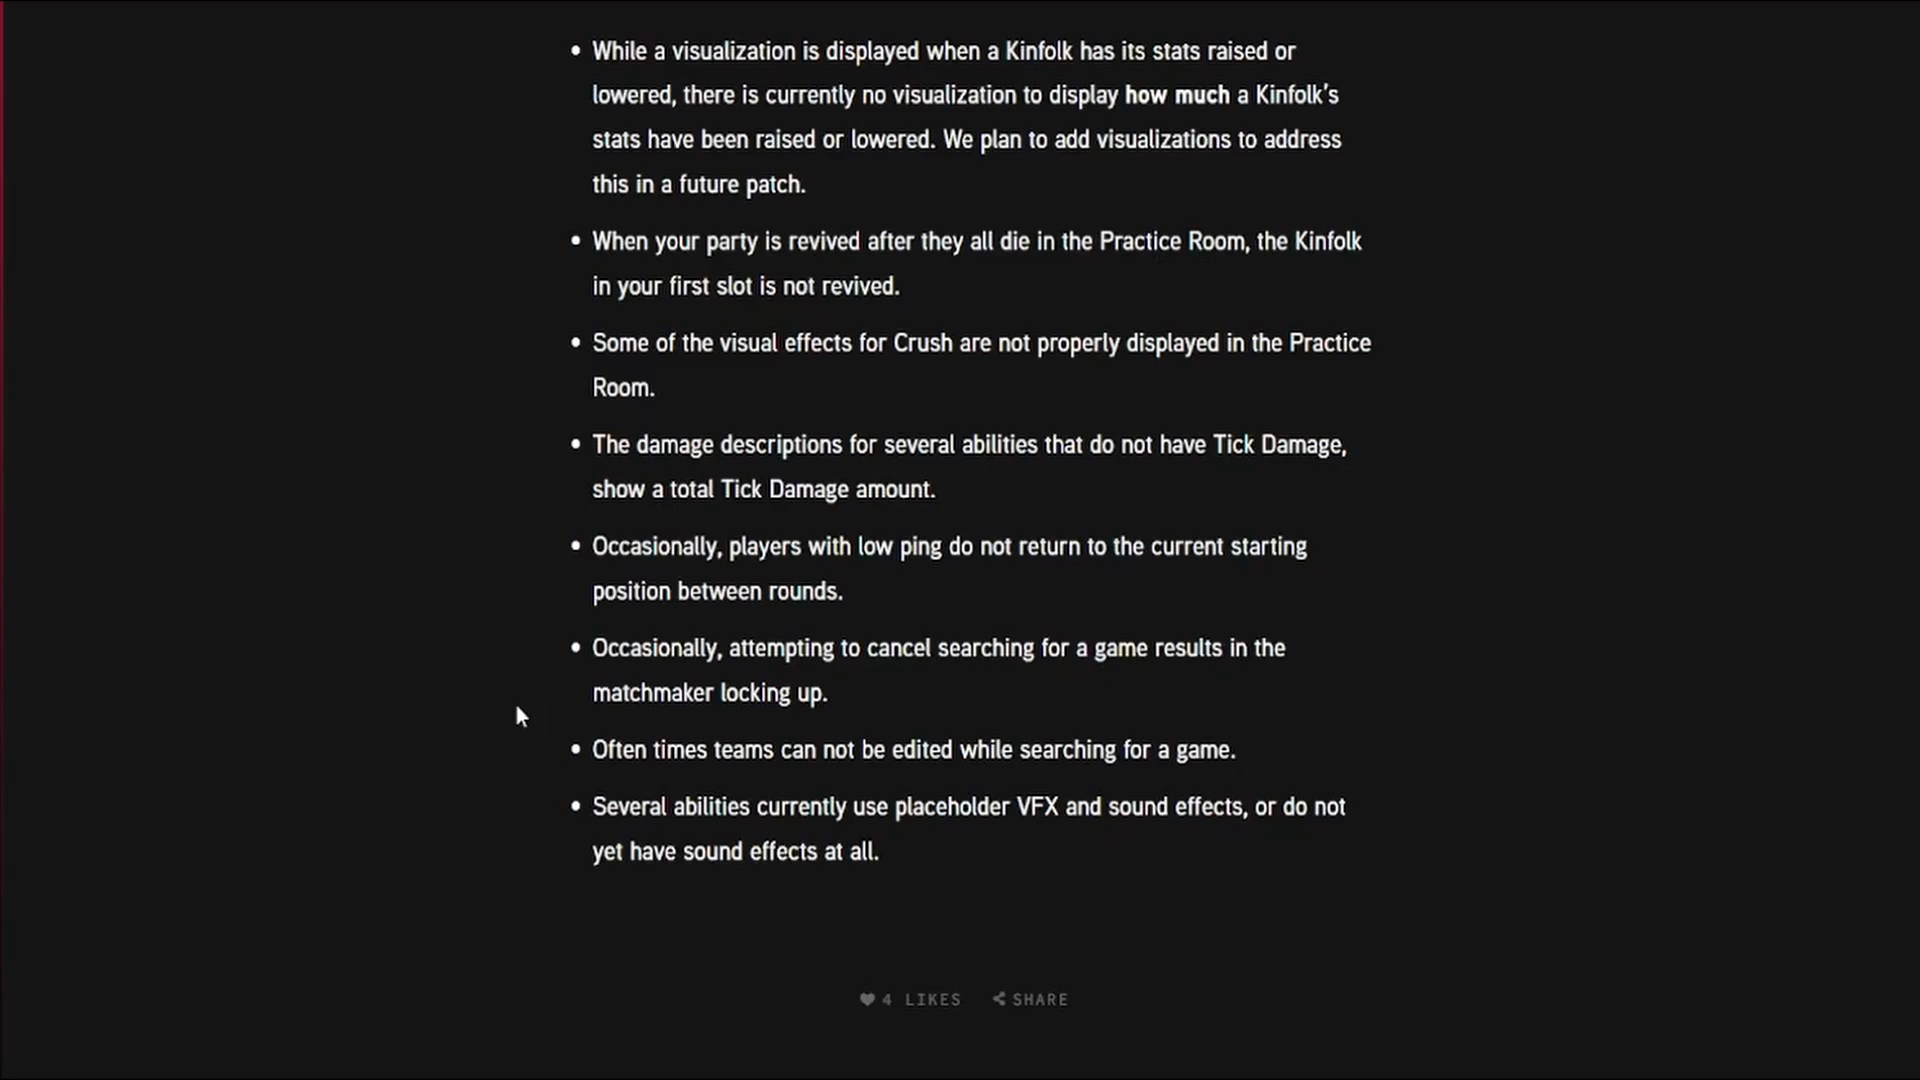 • While a visualization is displayed when a Kinfolk has its stats raised or
lowered, there is currently no visualization to display how much a Kinfolk's
stats have been raised or lowered. We plan to add visualizations to address
this in a future patch.
• When your party is revived after they all die in the Practice Room, the Kinfolk
in your first slot is not revived.
• Some of the visual effects for Crush are not properly displayed in the Practice
Room.
• The damage descriptions for several abilities that do not have Tick Damage,
show a total Tick Damage amount.
• Occasionally, players with low ping do not return to the current starting
position between rounds.
• Occasionally, attempting to cancel searching for a game results in the
matchmaker locking up.
• Often times teams can not be edited while searching for a game.
• Several abilities currently use placeholder VFX and sound effects, or do not
yet have sound effects at all.
4 LIKES SHARE